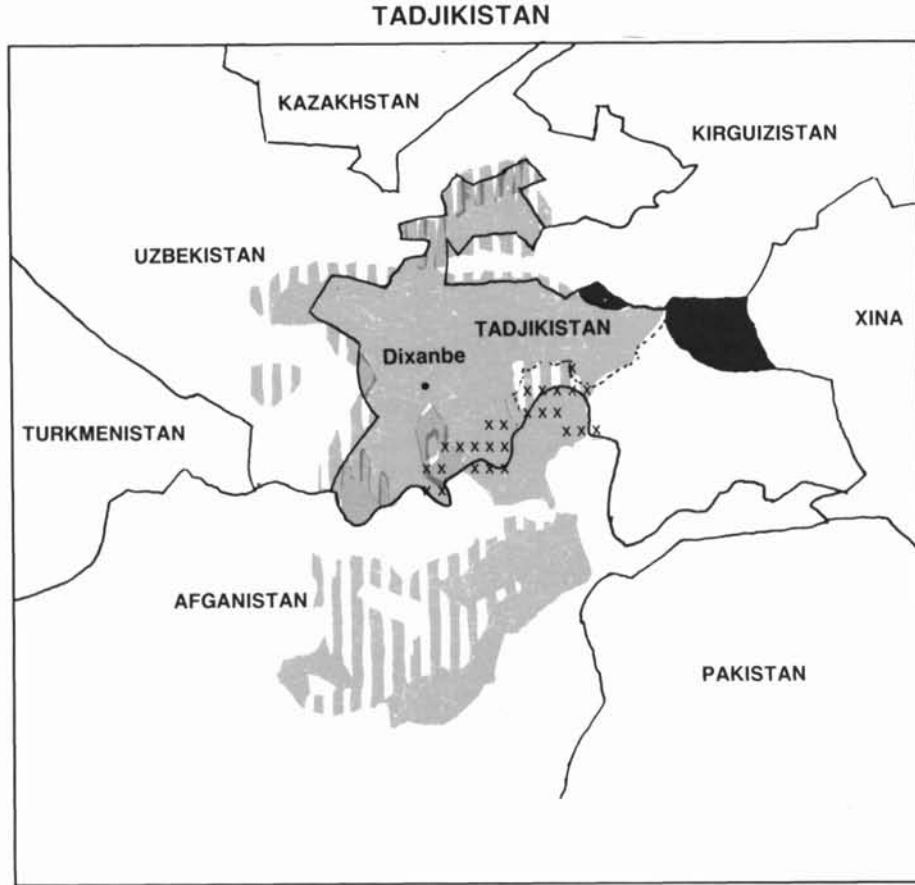 TADJIKISTAN
KAZAKHSTAN
KIRGUIZISTAN
UZBEKISTAN
XINA
TADJIKISTAN
Dixanbe
TURKMENISTAN
AFGANISTAN
PAKISTAN